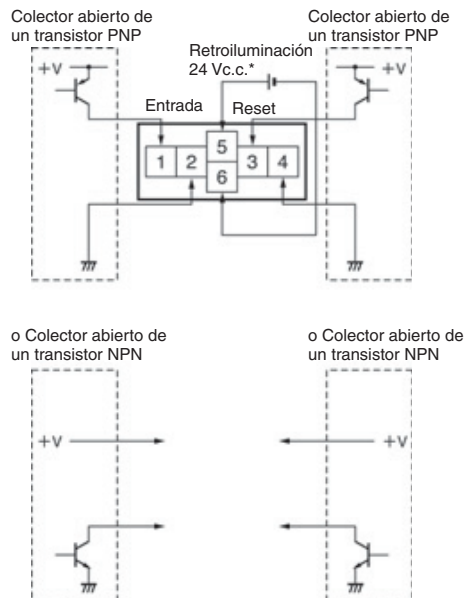 Colector abierto de
un transistor PNP
Colector abierto de
un transistor PNP
Retroiluminación
24 Vc.c.*
+V
+V
Entrada
Reset
5
1 2 3 4
6
o Colector abierto de
un transistor NPN
o Colector abierto de
un transistor NPN
+V
+V